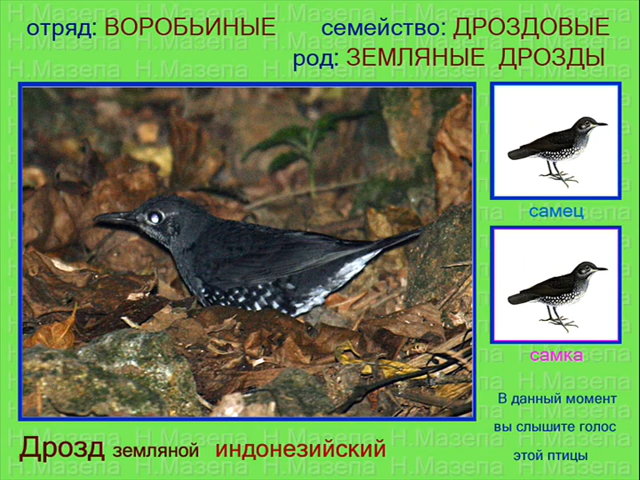 отряд: ВОРОБЬИНЫЕ семейство: ДРОЗДОВЫЕ
род: ЗЕМЛЯНЫЕ ДРОЗДЫ
самец
самка
В данный момент
вы слышите голос
этой птицы
Дрозд земляной индонезийский
Н.Мазепа